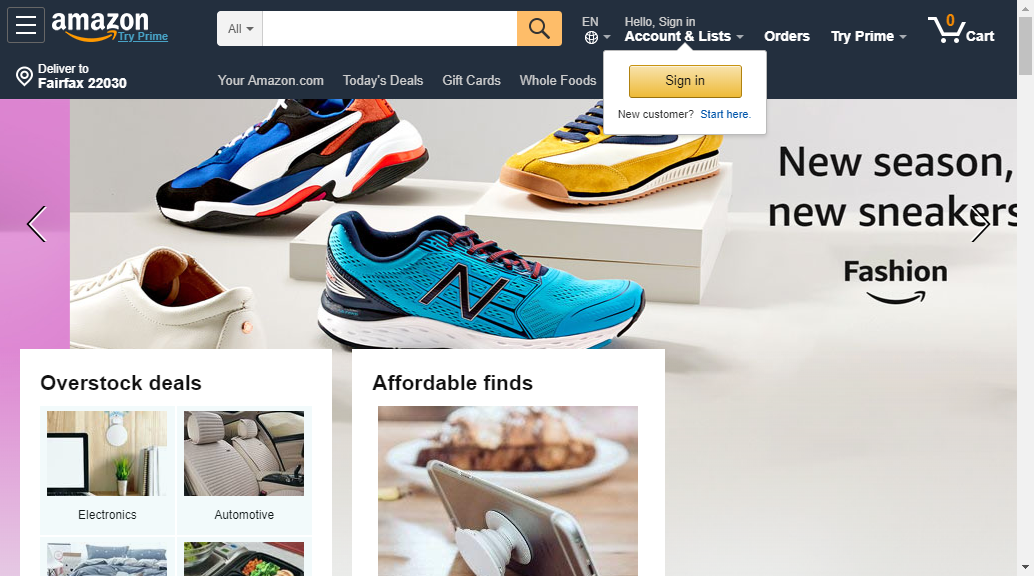 amazon
Try Prime
All
EN
Hello, Sign in
Account & Lists
Orders
Try Prime
0
Cart
Deliver to
Fairfax 22030
Your Amazon.com
Today's Deals
Gift Cards
Whole Foods
Sign in
New customer? Start here.
New season,
new sneakers
Fashion
N
Overstock deals
Affordable finds
Electronics
Automotive